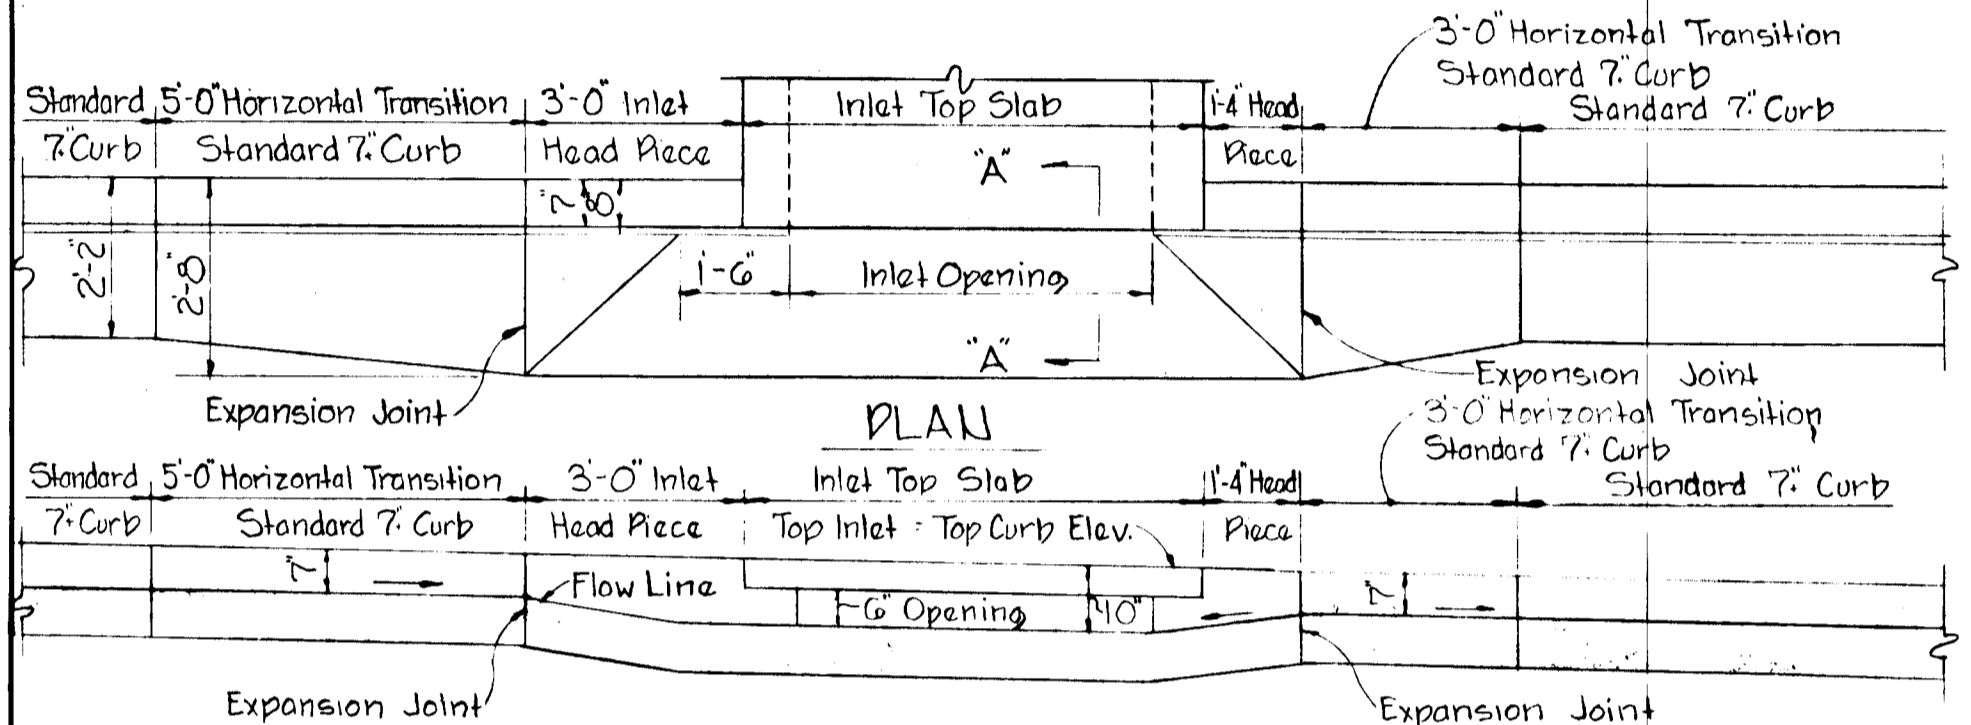 3'-0" Horizontal Transition
Standard 7" Curb
Standard 7" Curb
Standard 5'-0" Horizontal Transition 3'-0" Inlet Inlet Top Slab 1'-4" Head
7" Curb Standard 7" Curb Head Piece Piece
"A"
7" 8"
2'-2" 2'-8" 1'-6" Inlet Opening
"A"
Expansion Joint
Expansion Joint
PLAN
3'-0" Horizontal Transition
Standard 7" Curb
Standard 7" Curb
Standard 5'-0" Horizontal Transition 3'-0" Inlet Inlet Top Slab 1'-4" Head
7" Curb Standard 7" Curb Head Piece Top Inlet = Top Curb Elev. Piece
7" Flow Line 7"
6" Opening 10"
Expansion Joint
Expansion Joint